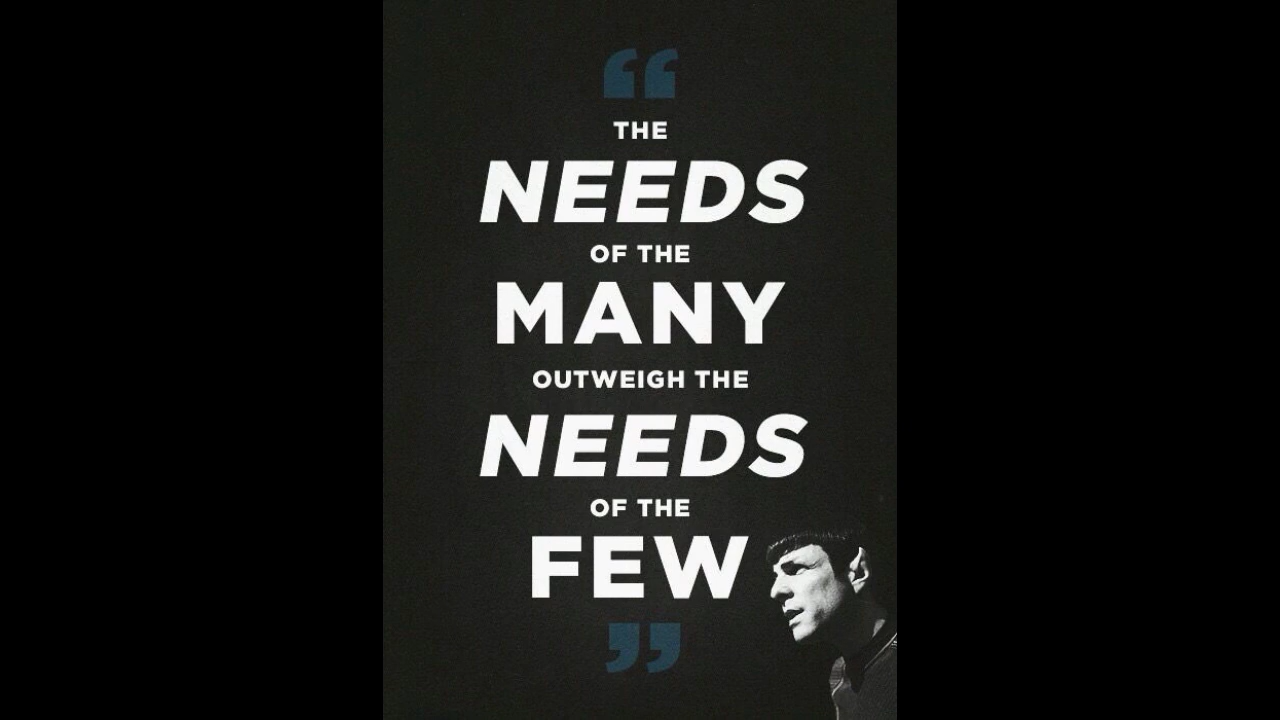 “
THE
NEEDS
OF THE
MANY
OUTWEIGH THE
NEEDS
OF THE
FEW
”